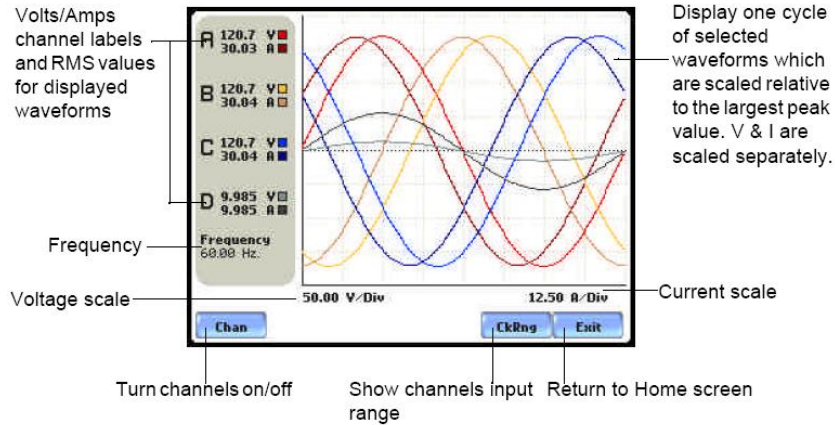 Volts/Amps
channel labels
and RMS values
for displayed
waveforms
A 120.7 V
30.03 A
B 120.7 V
30.04 A
C 120.7 V
30.04 A
D 9.985 V
9.985 A
Frequency
60.00 Hz.
Frequency
Voltage scale
50.00 V/Div
12.50 A/Div
Current scale
Display one cycle
of selected
waveforms which
are scaled relative
to the largest peak
value. V & I are
scaled separately.
Chan
CkRng
Exit
Turn channels on/off
Show channels input
range
Return to Home screen